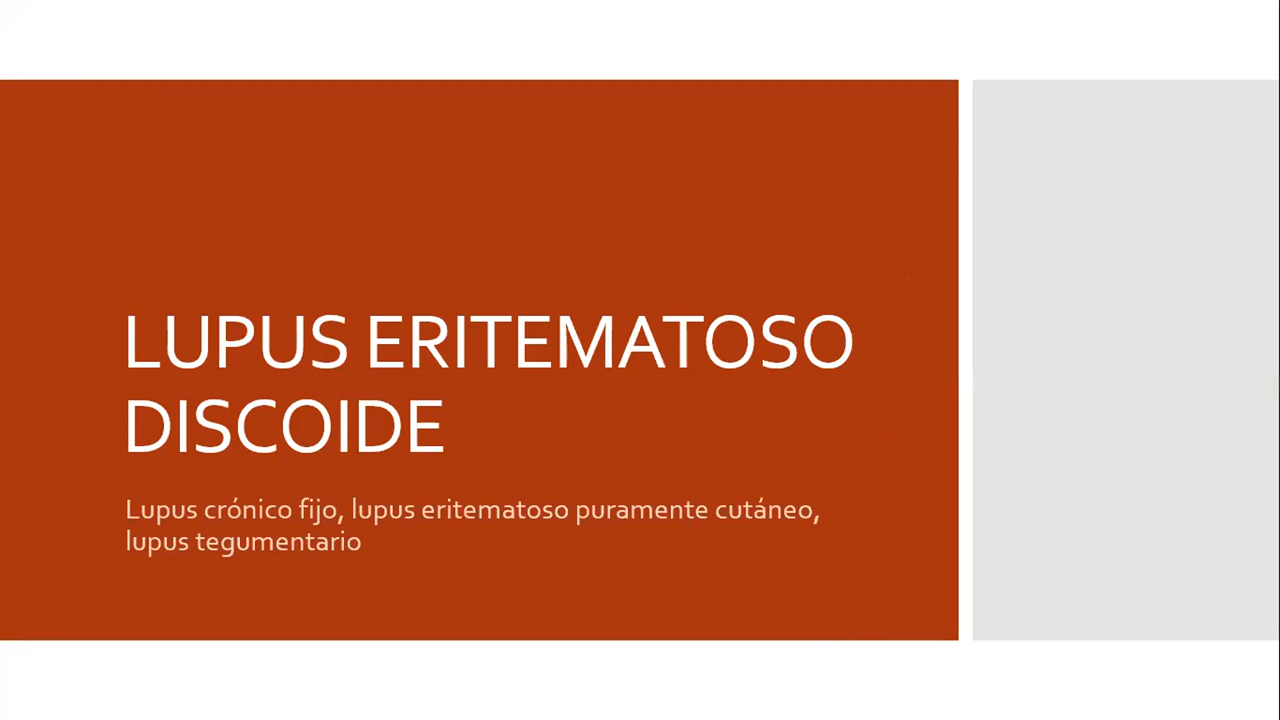 LUPUS ERITEMATOSO
DISCOIDE
Lupus crónico fijo, lupus eritematoso puramente cutáneo,
lupus tegumentario